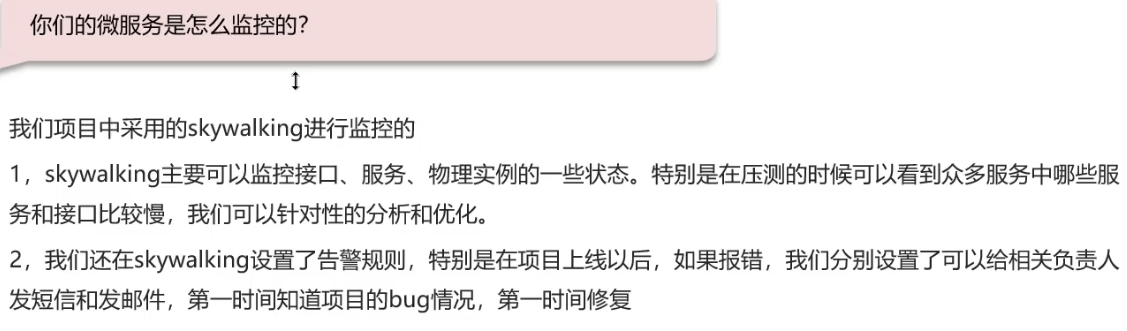 你们的微服务是怎么监控的？
我们项目中采用的skywalking进行监控的
1，skywalking主要可以监控接口、服务、物理实例的一些状态。特别是在压测的时候可以看到众多服务中哪些服
务和接口比较慢，我们可以针对性的分析和优化。
2，我们还在skywalking设置了告警规则，特别是在项目上线以后，如果报错，我们分别设置了可以给相关负责人
发短信和发邮件，第一时间知道项目的bug情况，第一时间修复